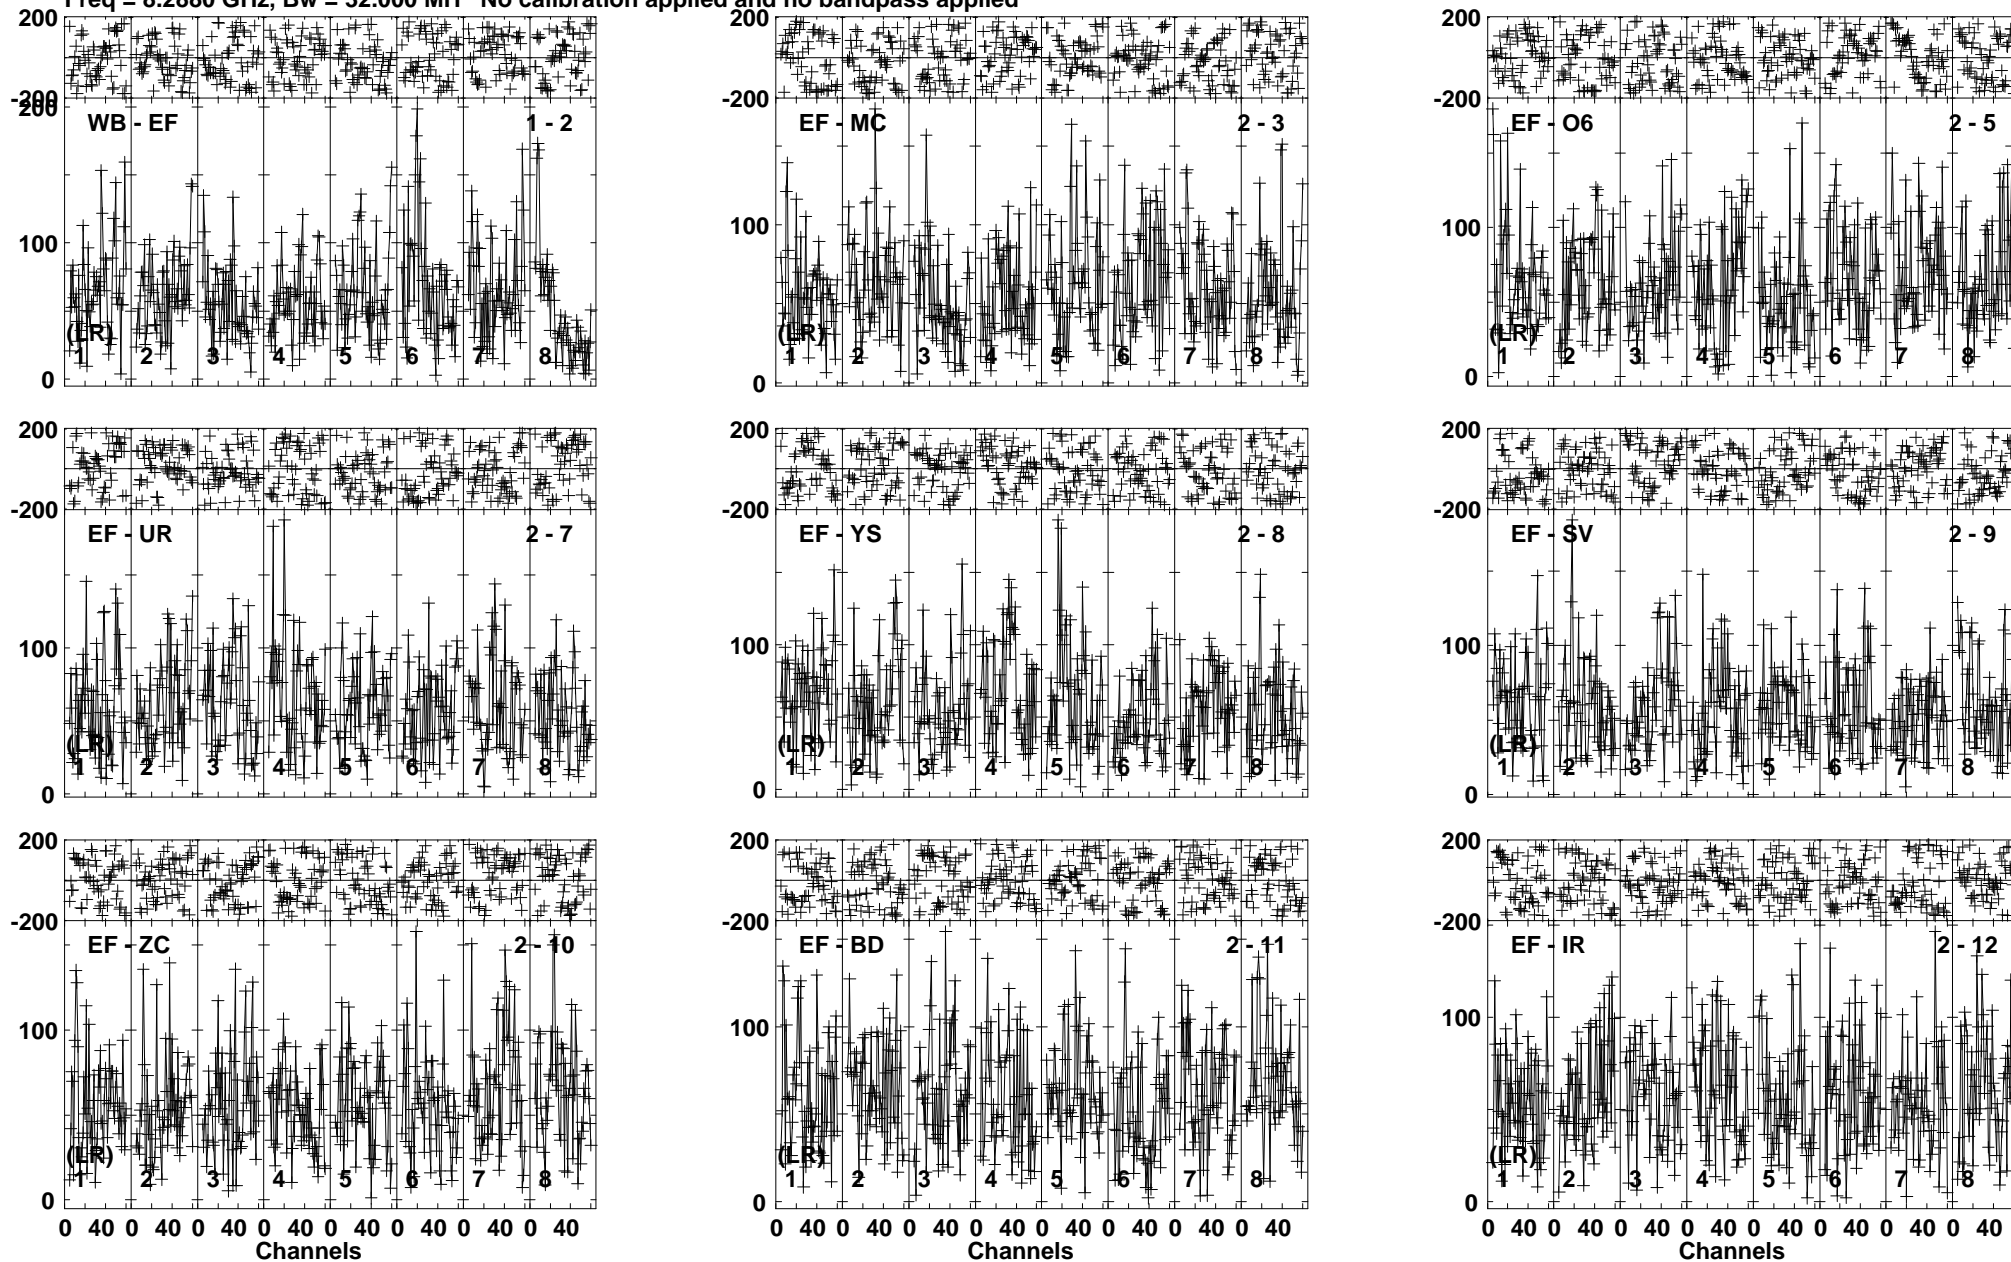 Freq = 8.2880 GHz, Bw = 32.000 MH No calibration applied and no bandpass applied
200 200 200
-200 -200 -200
200
WB - EF 1 - 2 EF - MC 2 - 3 EF - O6 2 - 5
100 100 100
(LR) (LR) (LR)
1 2 3 4 5 6 7 8 1 2 3 4 5 6 7 8 1 2 3 4 5 6 7 8
0 0 0
200 200 200
-200 -200 -200
EF - UR 2 - 7 EF - YS 2 - 8 EF - SV 2 - 9
100 100 100
(LR) (LR) (LR)
1 2 3 4 5 6 7 8 1 2 3 4 5 6 7 8 1 2 3 4 5 6 7 8
0 0 0
200 200 200
-200 -200 -200
EF - ZC 2 - 10 EF - BD 2 - 11 EF - IR 2 - 12
100 100 100
(LR) (LR) (LR)
1 2 3 4 5 6 7 8 1 2 3 4 5 6 7 8 1 2 3 4 5 6 7 8
0 0 0
0 40 0 40 0 40 0 40 0 40 0 40 0 40 0 40 0 40 0 40 0 40 0 40 0 40 0 40 0 40 0 40 0 40 0 40 0 40 0 40 0 40 0 40 0 40 0 40
Channels Channels Channels